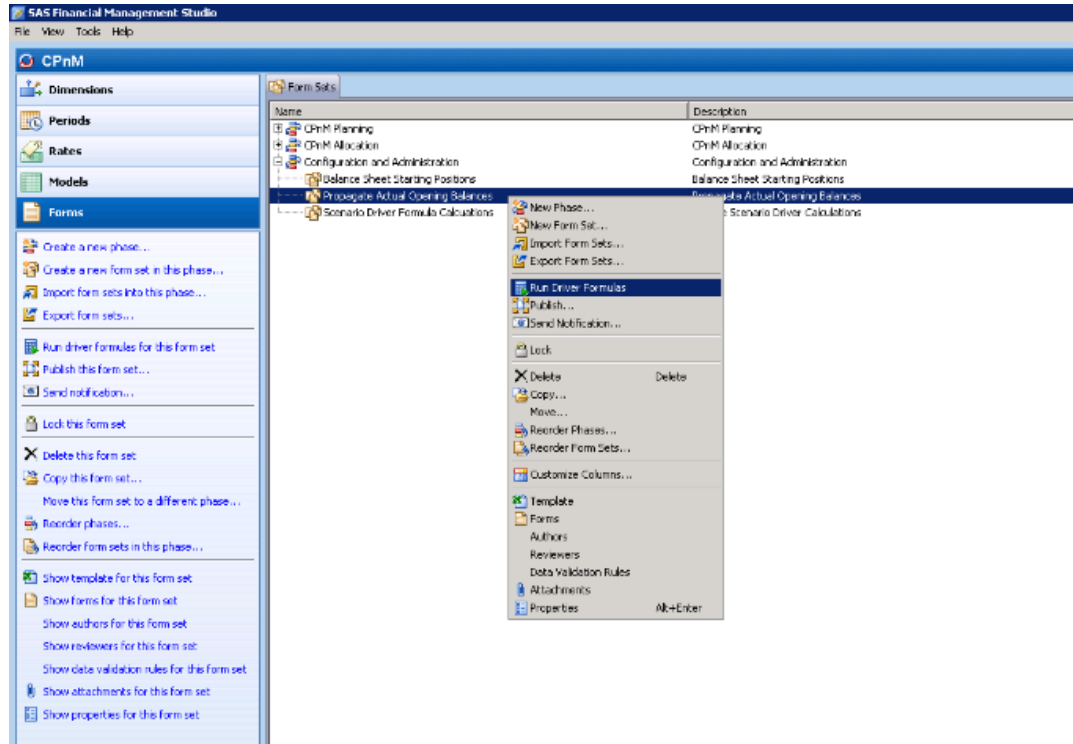 SAS Financial Management Studio
File View Tools Help
CPnM
Dimensions
Periods
Rates
Models
Forms
Create a new phase...
Create a new form set in this phase...
Import form sets into this phase...
Export form sets...
Run driver formulas for this form set
Publish this form set...
Send notification...
Lock this form set
Delete this form set
Copy this form set...
Move this form set to a different phase...
Reorder phases...
Reorder form sets in this phase...
Show template for this form set
Show forms for this form set
Show authors for this form set
Show reviewers for this form set
Show data validation rules for this form set
Show attachments for this form set
Show properties for this form set
Form Sets
Name Description
CPnM Planning CPnM Planning
CPnM Allocation CPnM Allocation
Configuration and Administration Configuration and Administration
Balance Sheet Starting Positions Balance Sheet Starting Positions
Propagate Actual Opening Balances Propagate Actual Opening Balances
Scenario Driver Formula Calcuations Scenario Driver Calculations
New Phase...
New Form Set...
Import Form Sets...
Export Form Sets...
Run Driver Formulas
Publish...
Send Notification...
Lock
Delete Delete
Copy...
Move...
Reorder Phases...
Reorder Form Sets...
Customize Columns...
Template
Forms
Authors
Reviewers
Data Validation Rules
Attachments
Properties Alt+Enter